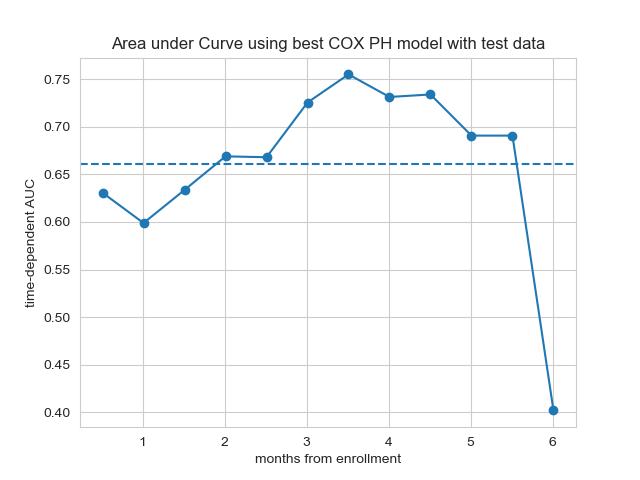 Area under Curve using best COX PH model with test data
time-dependent AUC
0.75
0.70
0.65
0.60
0.55
0.50
0.45
0.40
1 2 3 4 5 6
months from enrollment